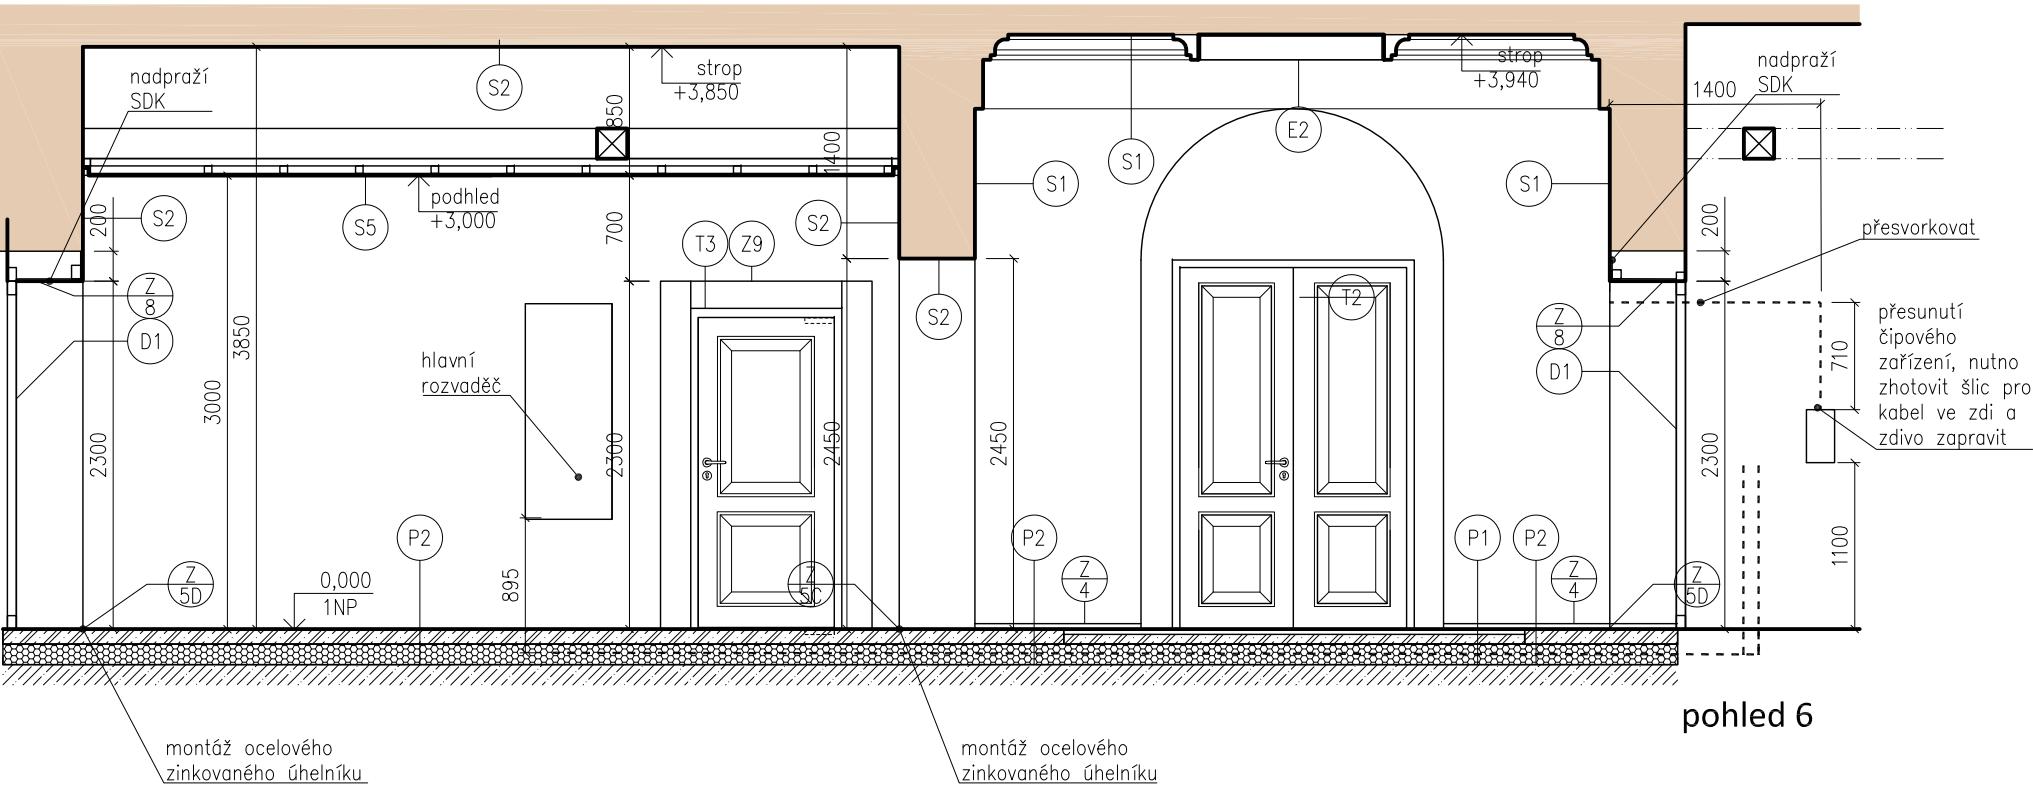 nadpraží
SDK
S2
strop
+3,850
850
1400
strop
+3,940
nadpraží
SDK
1400
E2
S1
S1
S1
200
S2
S5
podhled
+3,000
700
T3
Z9
S2
200
přesvorkovat
Z
8
D1
3850
3000
2300
hlavní
rozvaděč
2300
2450
S2
2450
T2
Z
8
D1
2300
710
přesunutí
čipového
zařízení, nutno
zhotovit šlic pro
kabel ve zdi a
zdivo zapravit
1100
P2
895
Z
5D
0,000
1NP
Z
5C
P2
Z
4
P1
P2
Z
4
Z
5D
pohled 6
montáž ocelového
zinkovaného úhelníku
montáž ocelového
zinkovaného úhelníku